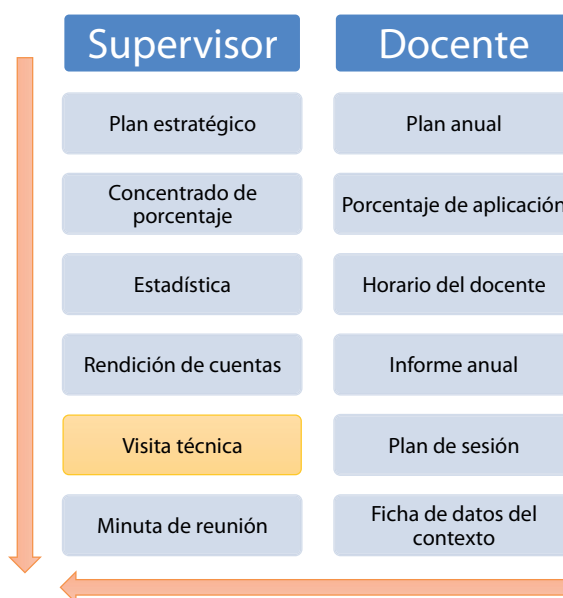 Supervisor
Plan estratégico
Concentrado de
porcentaje
Estadística
Rendición de cuentas
Visita técnica
Minuta de reunión
Docente
Plan anual
Porcentaje de aplicación
Horario del docente
Informe anual
Plan de sesión
Ficha de datos del
contexto